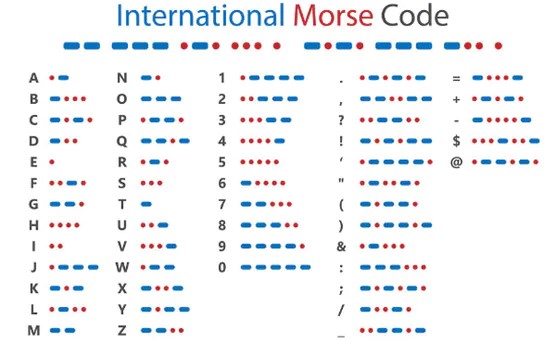 International Morse Code
A N 1 . =
B O 2 , +
C P 3 ? -
D Q 4 ! $
E R 5 ‘ @
F S 6 "
G T 7 (
H U 8 )
I V 9 &
J W 0 :
K X ;
L Y /
M Z _